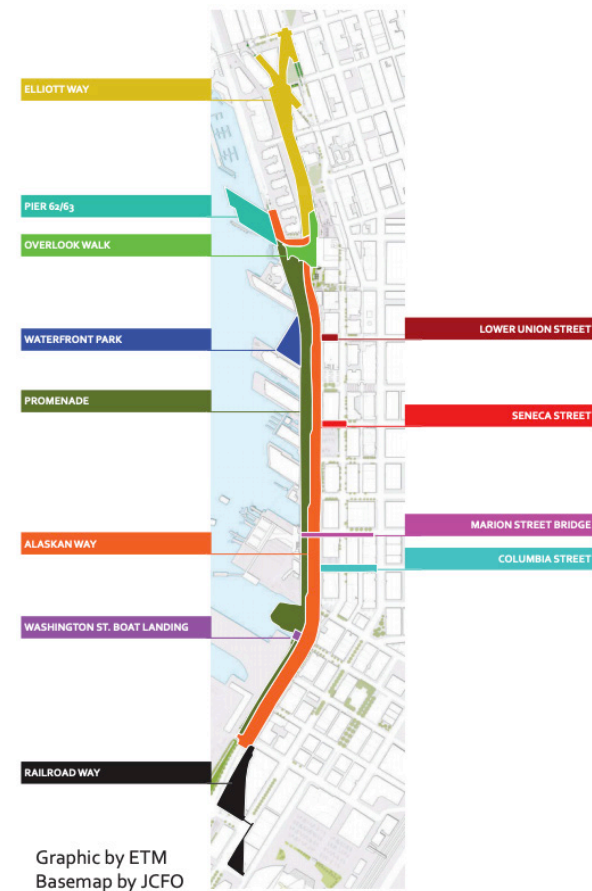 ELLIOTT WAY
PIER 62/63
OVERLOOK WALK
WATERFRONT PARK
LOWER UNION STREET
PROMENADE
SENECA STREET
ALASKAN WAY
MARION STREET BRIDGE
COLUMBIA STREET
WASHINGTON ST. BOAT LANDING
RAILROAD WAY
Graphic by ETM
Basemap by JCFO